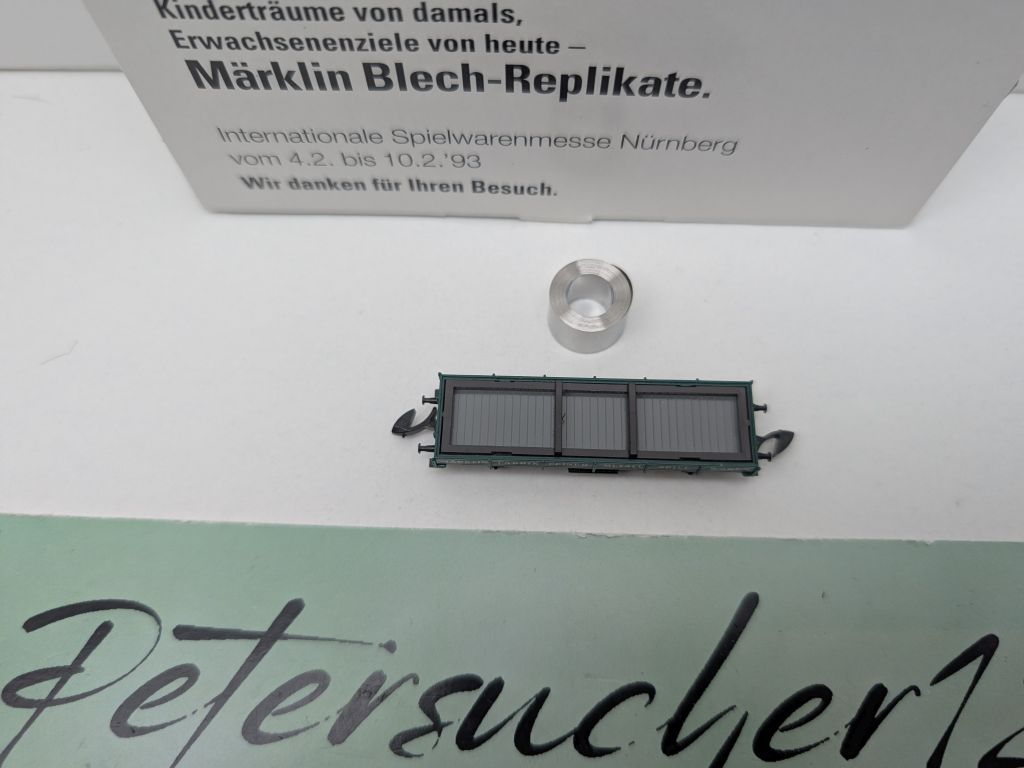 Kinderträume von damals,
Erwachsenenziele von heute –
Märklin Blech-Replikate.
Internationale Spielwarenmesse Nürnberg
vom 4.2. bis 10.2.'93
Wir danken für Ihren Besuch.
Petersucher1